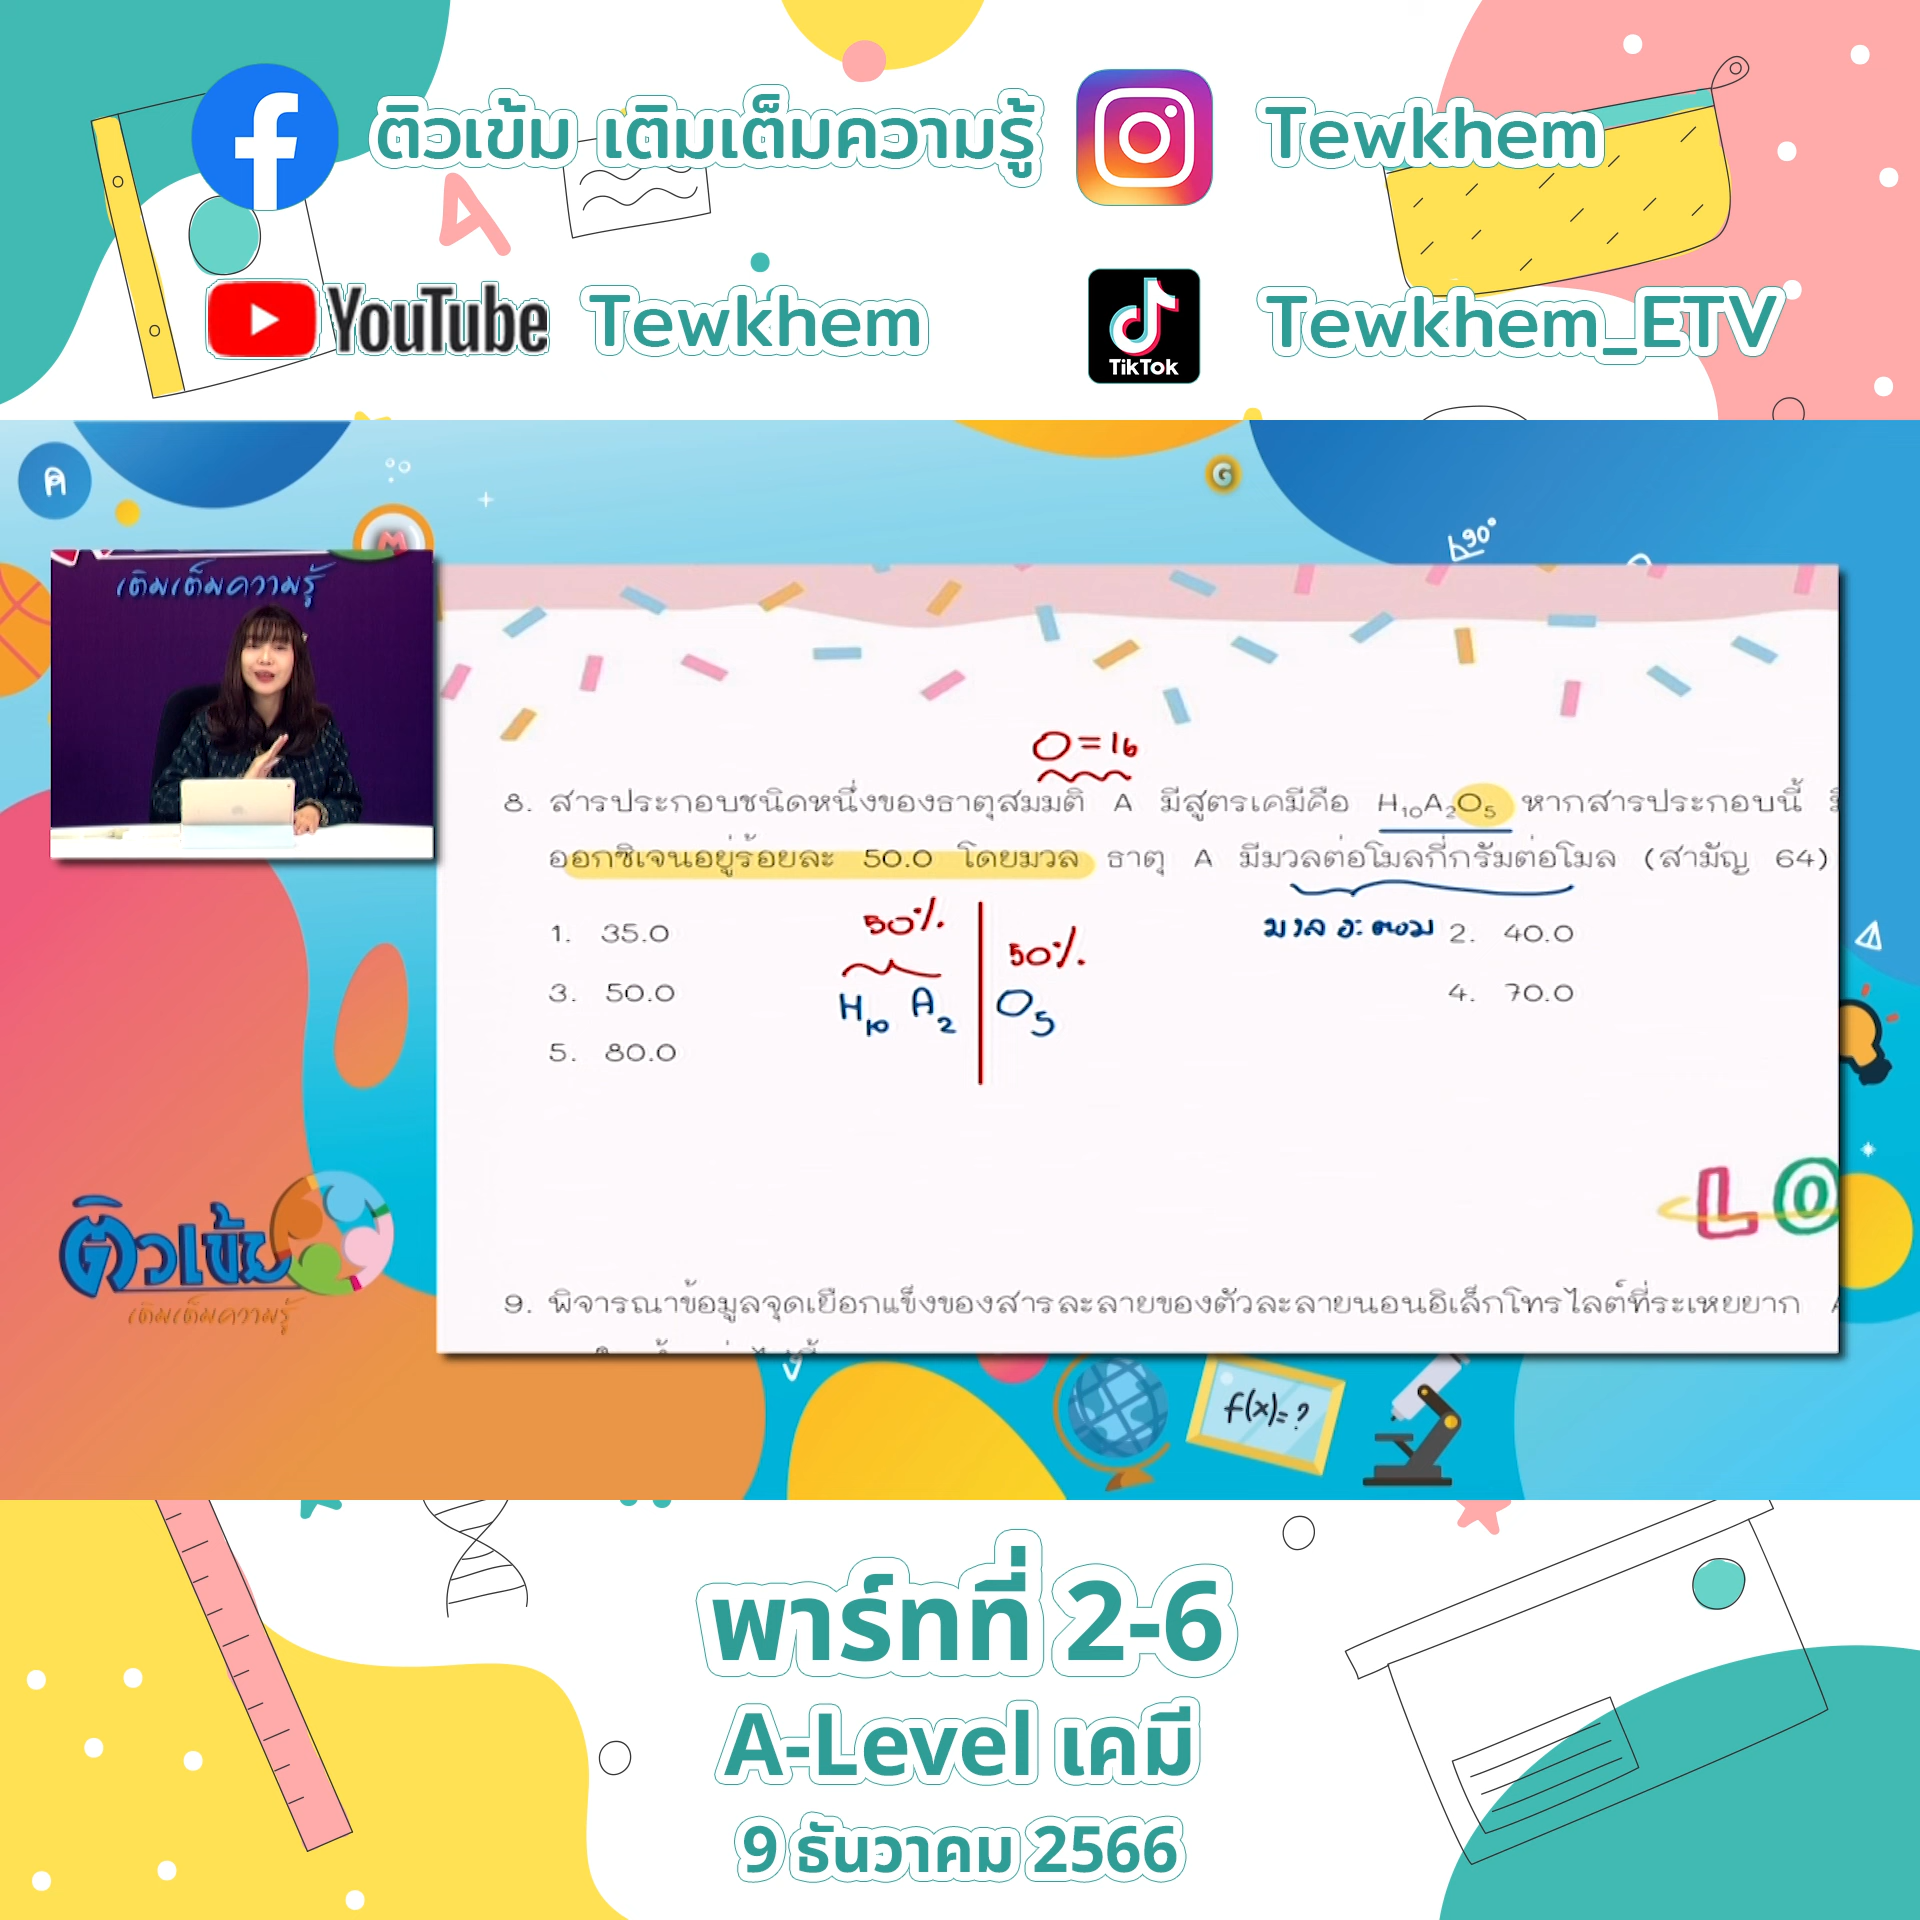 ติวเข้ม เติมเต็มความรู้
Tewkhem
YouTube
Tewkhem
TikTok
Tewkhem_ETV
ค
M
G
90°
เติมเต็มความรู้
O = 16
8. สารประกอบชนิดหนึ่งของธาตุสมมติ A มีสูตรเคมีคือ H₁₀A₂O₅ หากสารประกอบนี้
ออกซิเจนอยู่ร้อยละ 50.0 โดยมวล ธาตุ A มีมวลต่อโมลกี่กรัมต่อโมล (สามัญ 64)
50%
50%
มวลอะตอม
1. 35.0
2. 40.0
3. 50.0
4. 70.0
H₁₀ A₂ O₅
5. 80.0
LO
ติวเข้ม
เติมเต็มความรู้
9. พิจารณาข้อมูลจุดเยือกแข็งของสารละลายของตัวละลายนอนอิเล็กโทรไลต์ที่ระเหยยาก
f(x)=?
พาร์ทที่ 2-6
A-Level เคมี
9 ธันวาคม 2566